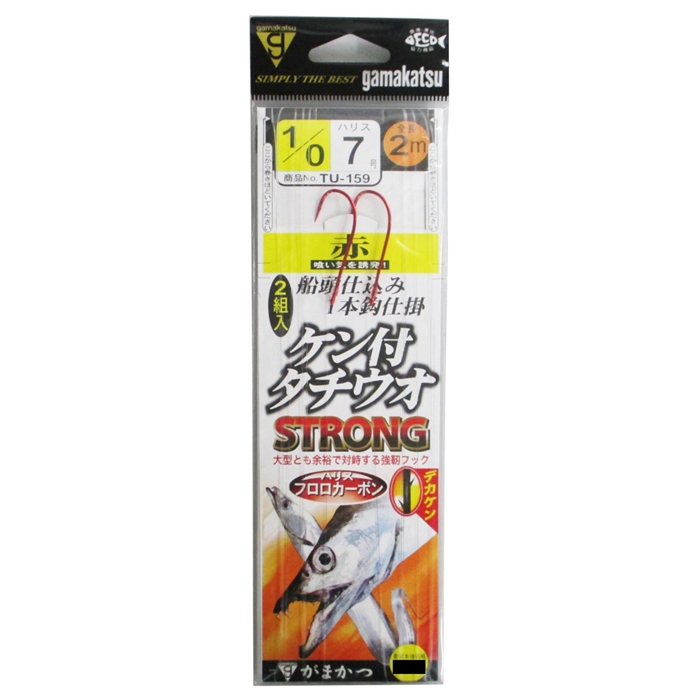 gamakatsu
SIMPLY THE BEST
gamakatsu
ECO
1/0
ハリス
7号
全長
2m
商品No. TU-159
赤
喰い気を誘発!
2組入
船頭仕込み
1本鈎仕掛
ケン付
タチウオ
STRONG
大型とも余裕で対峙する強靭フック
ハリス
フロロカーボン
デカケン
がまかつ